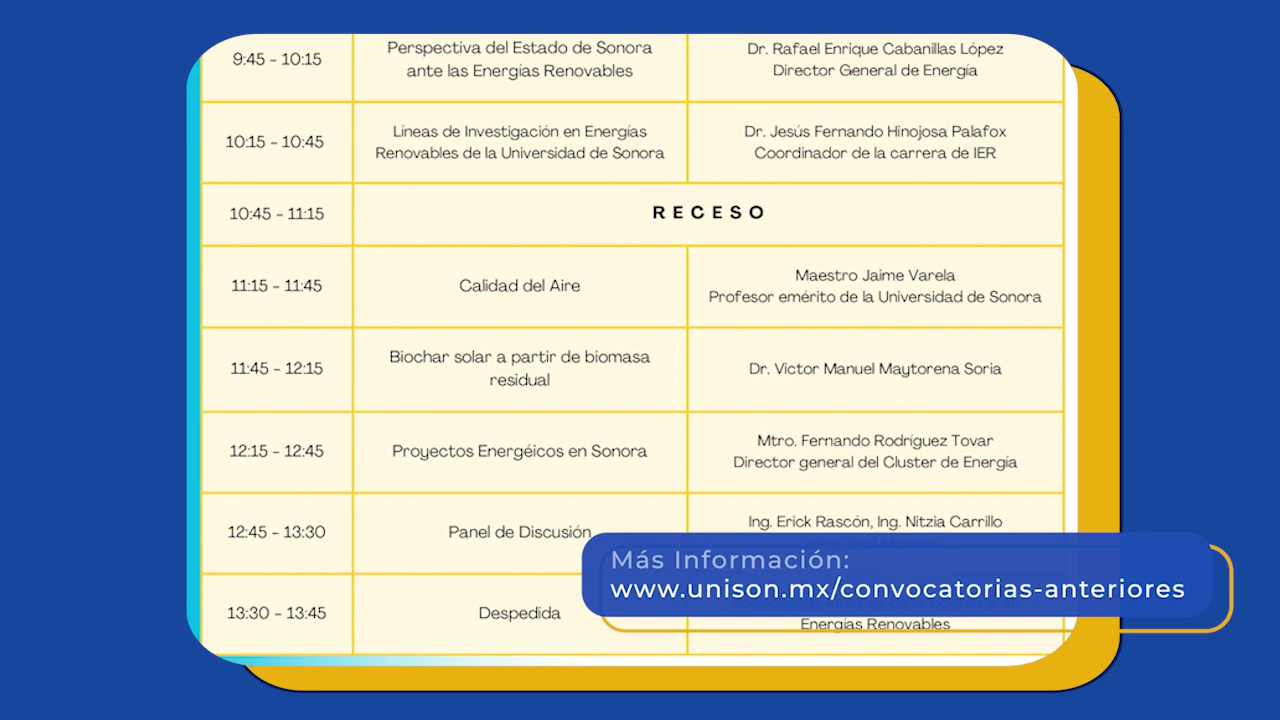 9:45 - 10:15
Perspectiva del Estado de Sonora
ante las Energías Renovables
Dr. Rafael Enrique Cabanillas López
Director General de Energía
10:15 - 10:45
Líneas de Investigación en Energías
Renovables de la Universidad de Sonora
Dr. Jesús Fernando Hinojosa Palafox
Coordinador de la carrera de IER
10:45 - 11:15
RECESO
11:15 - 11:45
Calidad del Aire
Maestro Jaime Varela
Profesor emérito de la Universidad de Sonora
11:45 - 12:15
Biochar solar a partir de biomasa
residual
Dr. Victor Manuel Maytorena Soria
12:15 - 12:45
Proyectos Energéicos en Sonora
Mtro. Fernando Rodríguez Tovar
Director general del Cluster de Energía
12:45 - 13:30
Panel de Discusión
Ing. Erick Rascón, Ing. Nitzia Carrillo
13:30 - 13:45
Despedida
Energías Renovables
Más Información:
www.unison.mx/convocatorias-anteriores